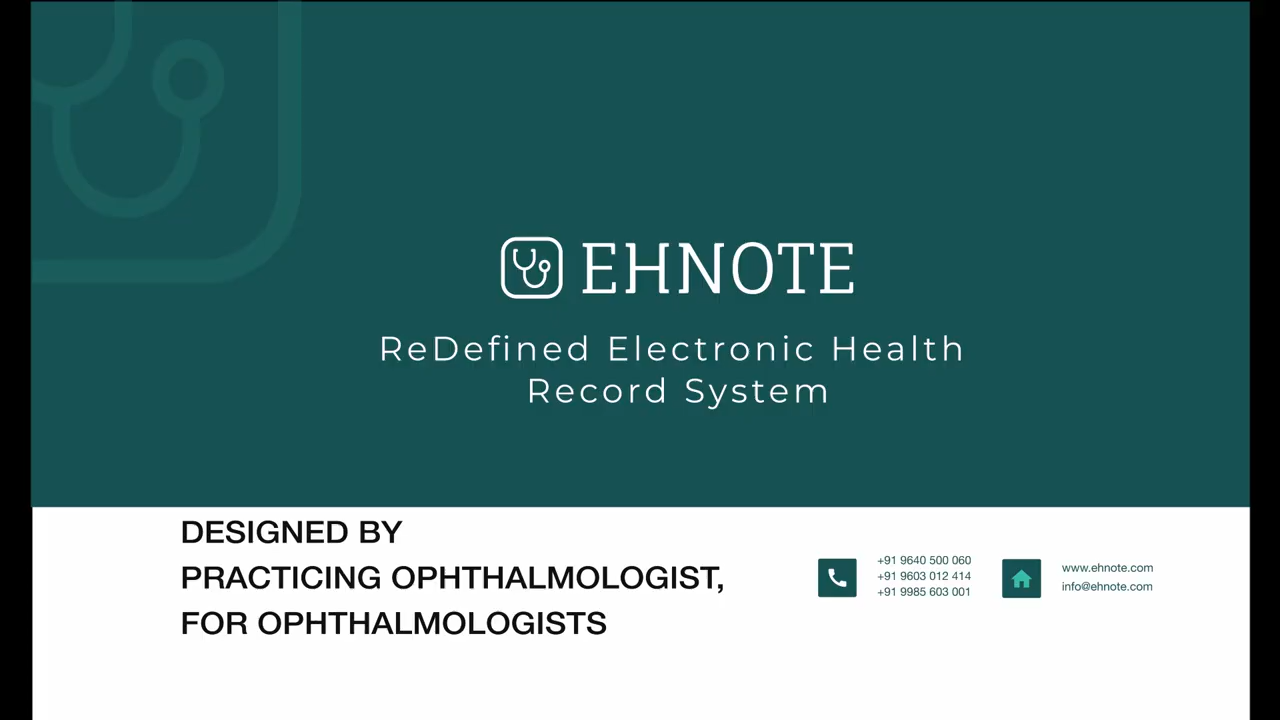 EHNOTE
ReDefined Electronic Health
Record System
DESIGNED BY
PRACTICING OPHTHALMOLOGIST,
FOR OPHTHALMOLOGISTS
+91 9640 500 060
+91 9603 012 414
+91 9985 603 001
www.ehnote.com
info@ehnote.com